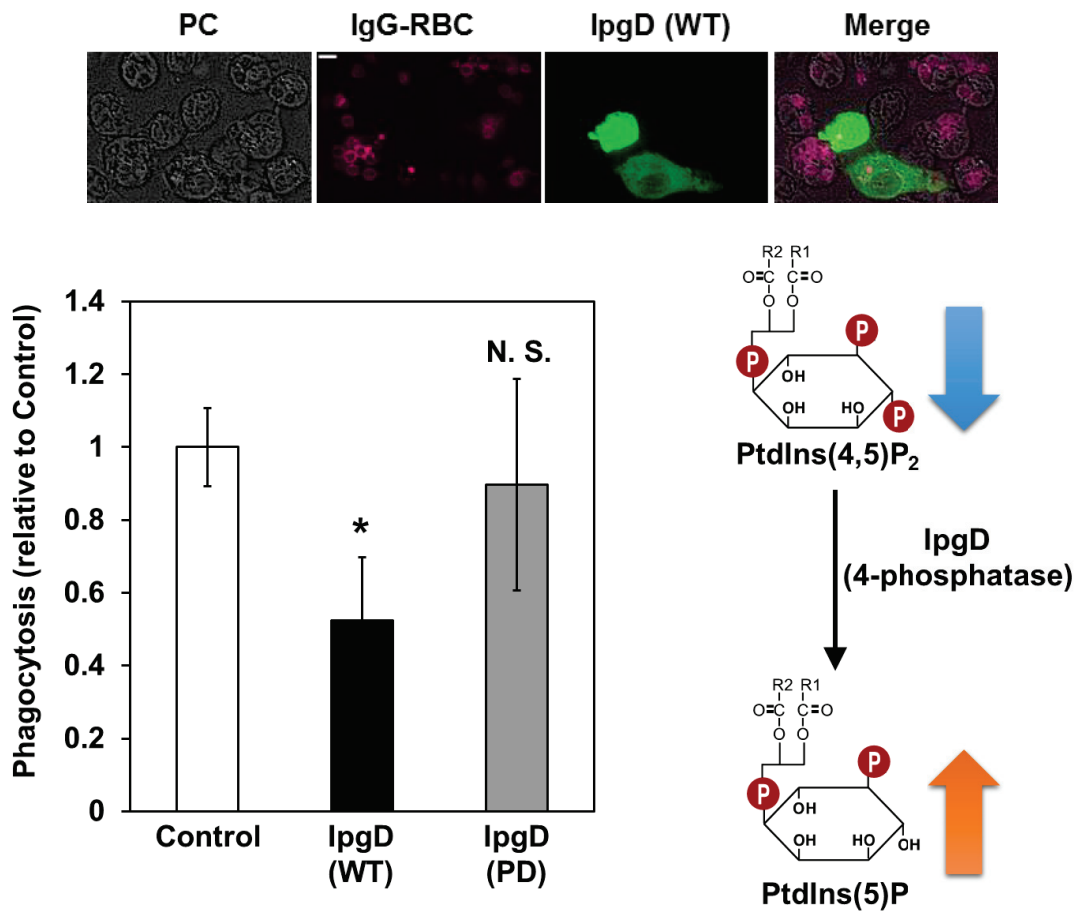 PC IgG-RBC IpgD (WT) Merge
Phagocytosis (relative to Control)
1.4
1.2
1
0.8
0.6
0.4
0.2
0
*
N. S.
Control
IpgD
(WT)
IpgD
(PD)
R2 R1
O=C C=O
O O
P P
P
OH
OH HO
PtdIns(4,5)P₂
IpgD
(4-phosphatase)
R2 R1
O=C C=O
O O
P P
OH
OH HO OH
PtdIns(5)P